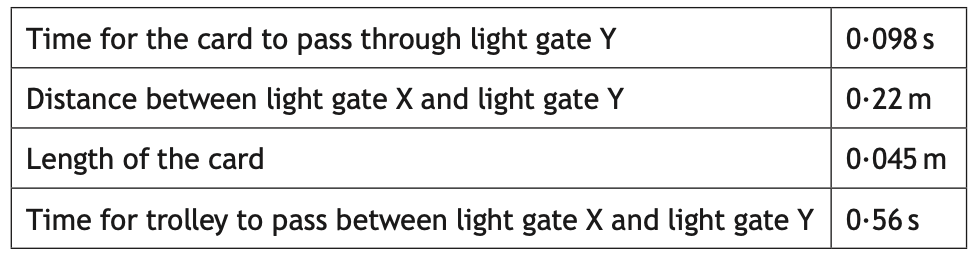 Time for the card to pass through light gate Y 0·098 s
Distance between light gate X and light gate Y 0·22 m
Length of the card 0·045 m
Time for trolley to pass between light gate X and light gate Y 0·56 s